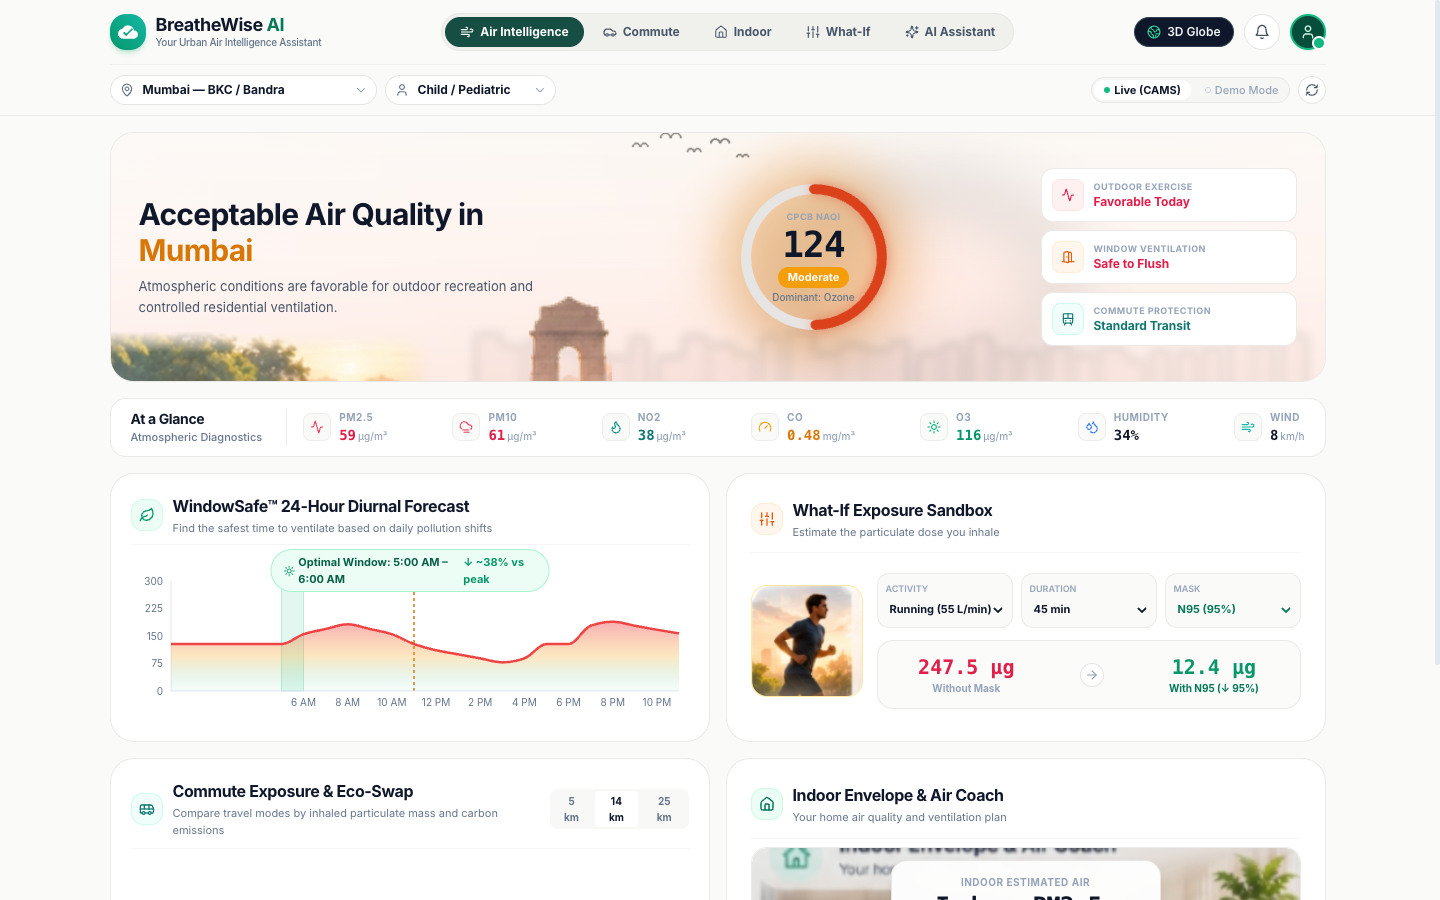 BreatheWise AI
Your Urban Air Intelligence Assistant
Air Intelligence
Commute
Indoor
What-If
AI Assistant
3D Globe
Mumbai — BKC / Bandra
Child / Pediatric
Live (CAMS)
Demo Mode
Acceptable Air Quality in
Mumbai
Atmospheric conditions are favorable for outdoor recreation and
controlled residential ventilation.
CPCB NAQI
124
Moderate
Dominant: Ozone
OUTDOOR EXERCISE
Favorable Today
WINDOW VENTILATION
Safe to Flush
COMMUTE PROTECTION
Standard Transit
At a Glance
Atmospheric Diagnostics
PM2.5
59 µg/m³
PM10
61 µg/m³
NO2
38 µg/m³
CO
0.48 mg/m³
O3
116 µg/m³
HUMIDITY
34%
WIND
8 km/h
WindowSafe™ 24-Hour Diurnal Forecast
Find the safest time to ventilate based on daily pollution shifts
Optimal Window: 5:00 AM –
6:00 AM
↓ ~38% vs
peak
300
225
150
75
0
6 AM
8 AM
10 AM
12 PM
2 PM
4 PM
6 PM
8 PM
10 PM
What-If Exposure Sandbox
Estimate the particulate dose you inhale
ACTIVITY
Running (55 L/min)
DURATION
45 min
MASK
N95 (95%)
247.5 µg
Without Mask
12.4 µg
With N95 (↓ 95%)
Commute Exposure & Eco-Swap
Compare travel modes by inhaled particulate mass and carbon
emissions
5
km
14
km
25
km
Indoor Envelope & Air Coach
Your home air quality and ventilation plan
Indoor Envelope & Air Coach
Your ho
INDOOR ESTIMATED AIR